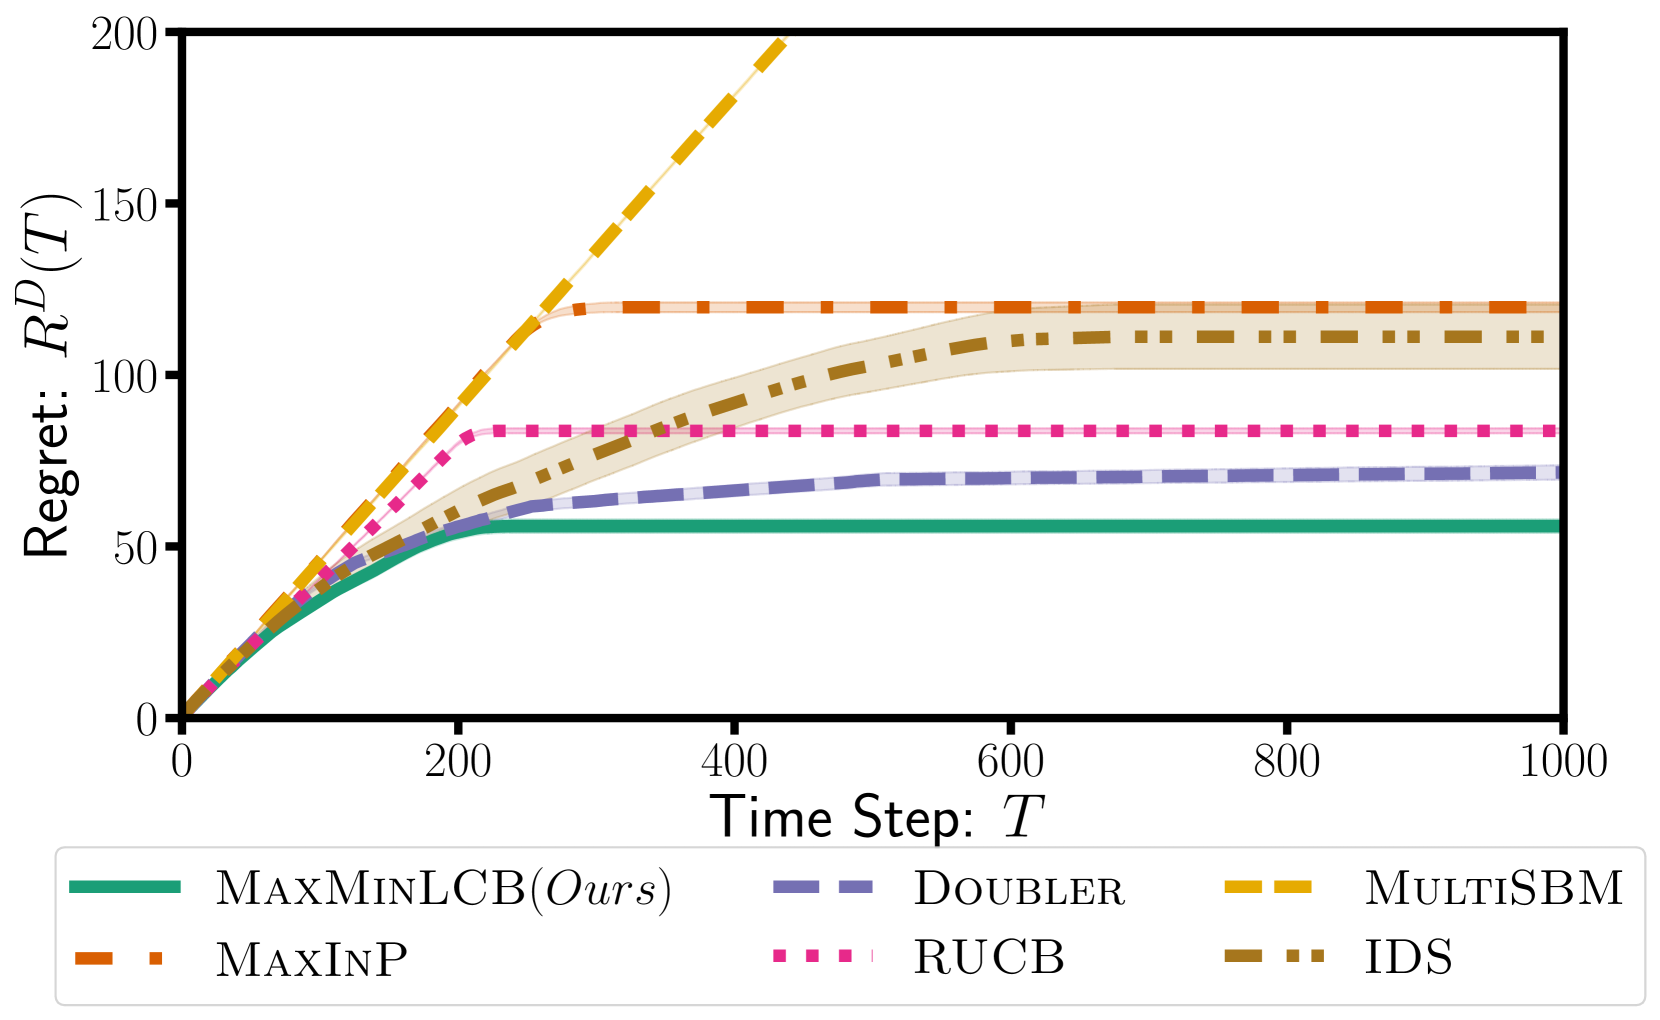 200
150
100
50
0
Regret: R^D(T)
0 200 400 600 800 1000
Time Step: T
MAXMINLCB(Ours) DOUBLER MULTISBM
MAXINP RUCB IDS